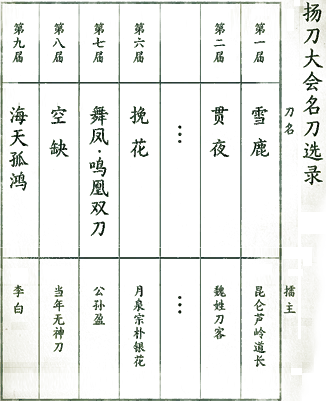 扬刀大会名刀选录
刀名
擂主
第一届
雪鹿
昆仑芦岭道长
第二届
贯夜
魏姓刀客
...
...
第六届
挽花
月泉宗朴银花
第七届
舞凤·鸣凰双刀
公孙盈
第八届
空缺
当年无神刀
第九届
海天孤鸿
李白